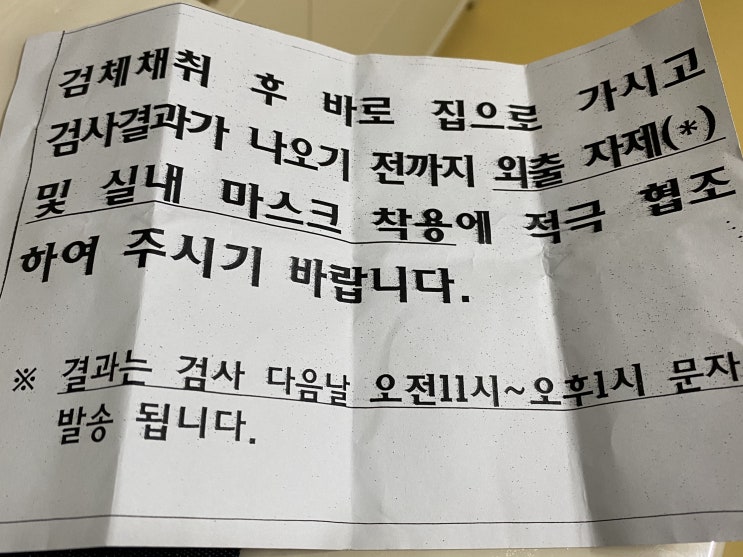 검체채취 후 바로 집으로 가시고
검사결과가 나오기 전까지 외출 자제(*)
및 실내 마스크 착용에 적극 협조
하여 주시기 바랍니다.
※ 결과는 검사 다음날 오전11시~오후1시 문자
발송 됩니다.